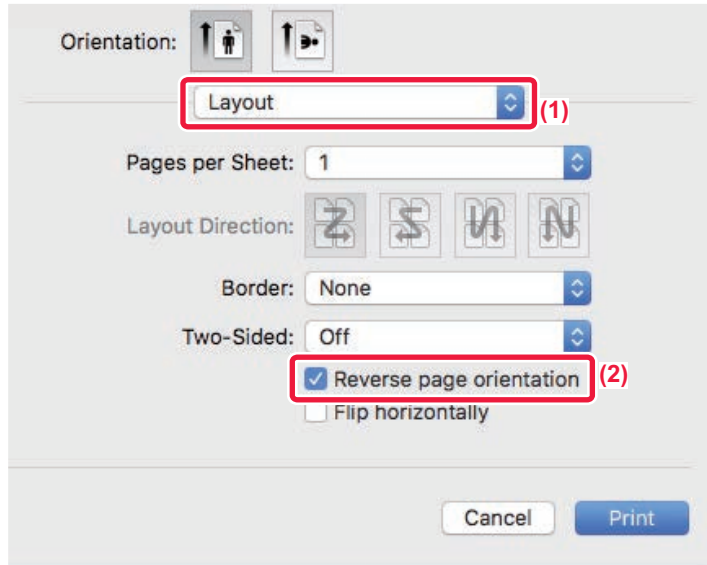 Orientation:
Layout
(1)
Pages per Sheet: 1
Layout Direction:
Border: None
Two-Sided: Off
Reverse page orientation
(2)
Flip horizontally
Cancel Print